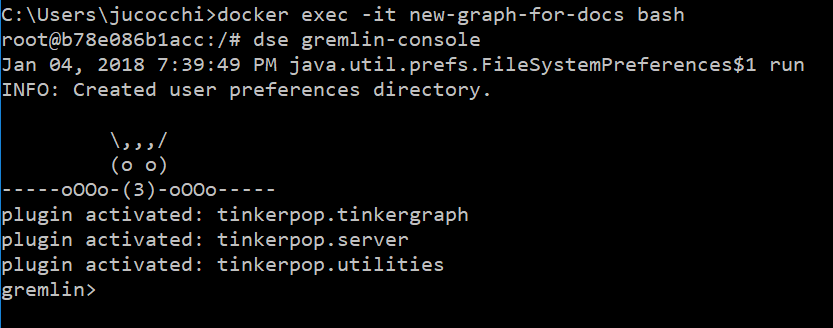 C:\Users\jucocchi>docker exec -it new-graph-for-docs bash
root@b78e086b1acc:/# dse gremlin-console
Jan 04, 2018 7:39:49 PM java.util.prefs.FileSystemPreferences$1 run
INFO: Created user preferences directory.

         \,,,/
         (o o)
-----oOOo-(3)-oOOo-----
plugin activated: tinkerpop.tinkergraph
plugin activated: tinkerpop.server
plugin activated: tinkerpop.utilities
gremlin>